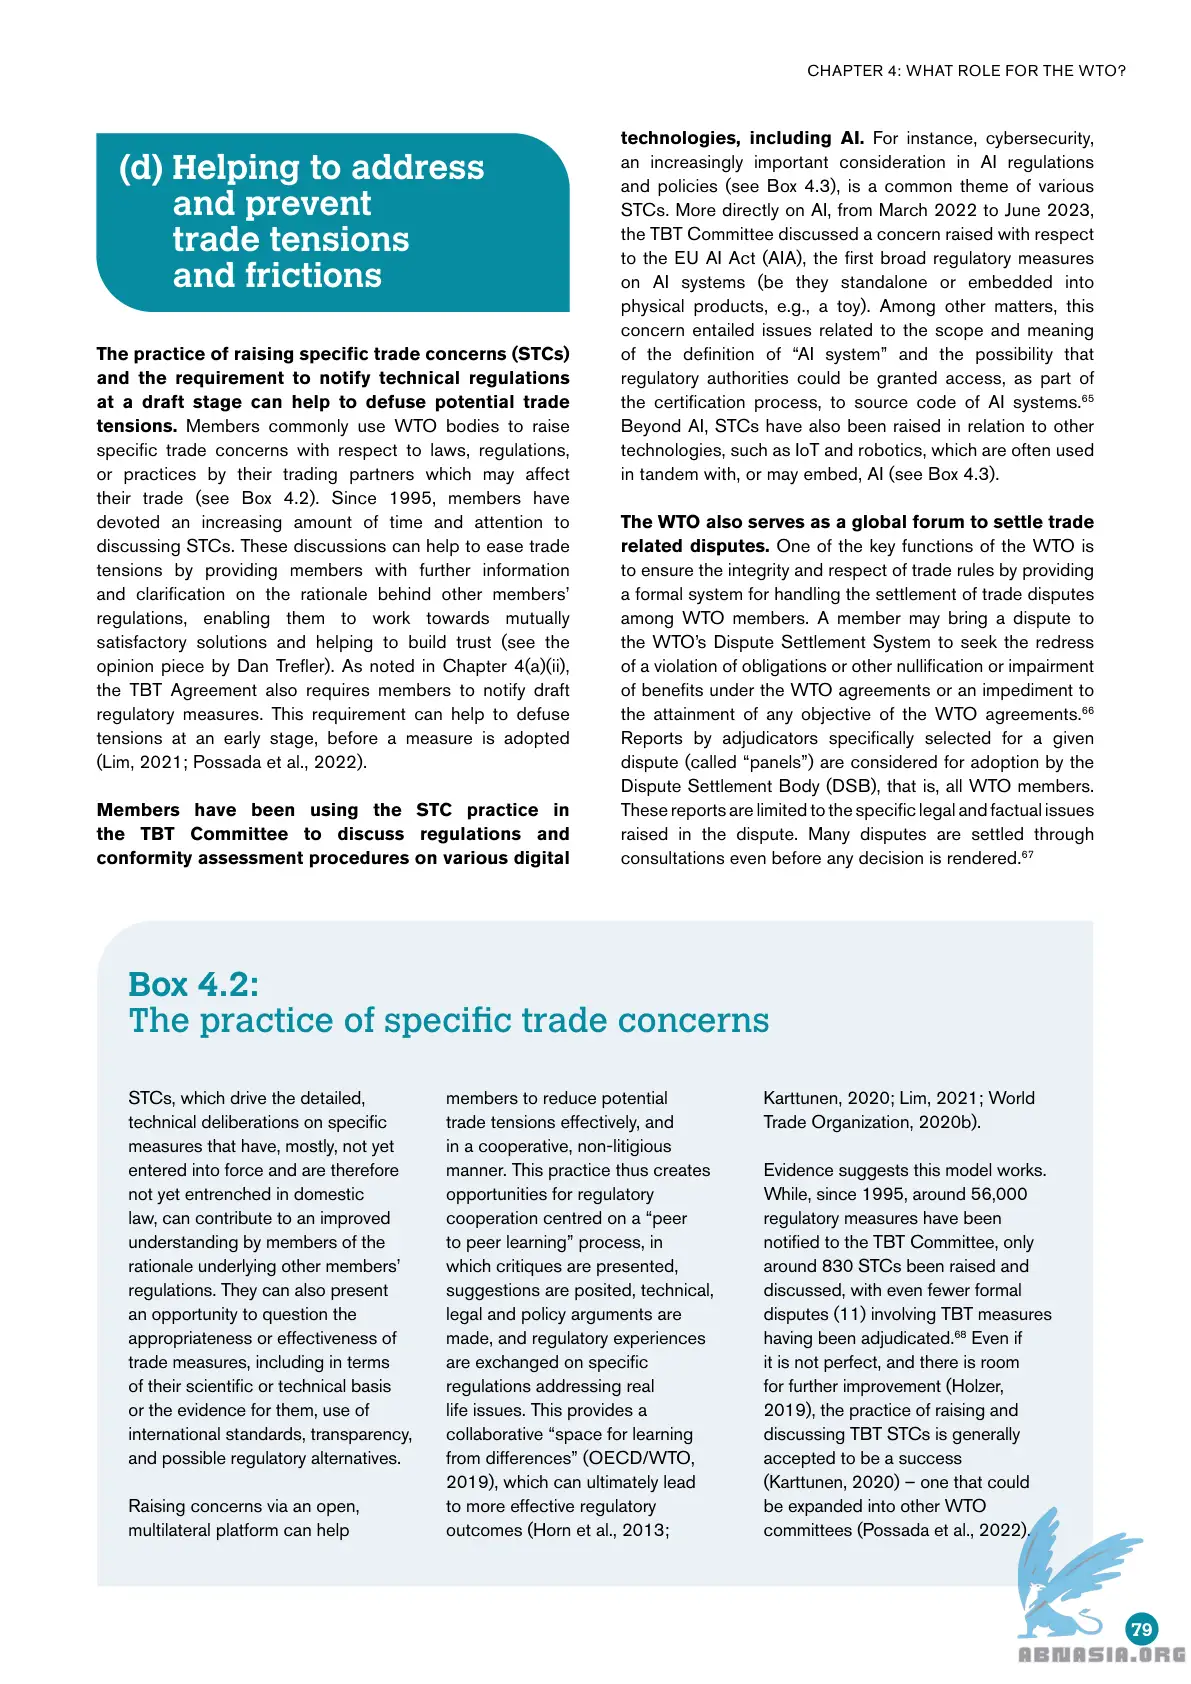 CHAPTER 4: WHAT ROLE FOR THE WTO?
(d) Helping to address
and prevent
trade tensions
and frictions
The practice of raising specific trade concerns (STCs)
and the requirement to notify technical regulations
at a draft stage can help to defuse potential trade
tensions. Members commonly use WTO bodies to raise
specific trade concerns with respect to laws, regulations,
or practices by their trading partners which may affect
their trade (see Box 4.2). Since 1995, members have
devoted an increasing amount of time and attention to
discussing STCs. These discussions can help to ease trade
tensions by providing members with further information
and clarification on the rationale behind other members’
regulations, enabling them to work towards mutually
satisfactory solutions and helping to build trust (see the
opinion piece by Dan Trefler). As noted in Chapter 4(a)(ii),
the TBT Agreement also requires members to notify draft
regulatory measures. This requirement can help to defuse
tensions at an early stage, before a measure is adopted
(Lim, 2021; Possada et al., 2022).
Members have been using the STC practice in
the TBT Committee to discuss regulations and
conformity assessment procedures on various digital
technologies, including AI. For instance, cybersecurity,
an increasingly important consideration in AI regulations
and policies (see Box 4.3), is a common theme of various
STCs. More directly on AI, from March 2022 to June 2023,
the TBT Committee discussed a concern raised with respect
to the EU AI Act (AIA), the first broad regulatory measures
on AI systems (be they standalone or embedded into
physical products, e.g., a toy). Among other matters, this
concern entailed issues related to the scope and meaning
of the definition of “AI system” and the possibility that
regulatory authorities could be granted access, as part of
the certification process, to source code of AI systems.65
Beyond AI, STCs have also been raised in relation to other
technologies, such as IoT and robotics, which are often used
in tandem with, or may embed, AI (see Box 4.3).
The WTO also serves as a global forum to settle trade
related disputes. One of the key functions of the WTO is
to ensure the integrity and respect of trade rules by providing
a formal system for handling the settlement of trade disputes
among WTO members. A member may bring a dispute to
the WTO’s Dispute Settlement System to seek the redress
of a violation of obligations or other nullification or impairment
of benefits under the WTO agreements or an impediment to
the attainment of any objective of the WTO agreements.66
Reports by adjudicators specifically selected for a given
dispute (called “panels”) are considered for adoption by the
Dispute Settlement Body (DSB), that is, all WTO members.
These reports are limited to the specific legal and factual issues
raised in the dispute. Many disputes are settled through
consultations even before any decision is rendered.67
Box 4.2:
The practice of specific trade concerns
STCs, which drive the detailed,
technical deliberations on specific
measures that have, mostly, not yet
entered into force and are therefore
not yet entrenched in domestic
law, can contribute to an improved
understanding by members of the
rationale underlying other members’
regulations. They can also present
an opportunity to question the
appropriateness or effectiveness of
trade measures, including in terms
of their scientific or technical basis
or the evidence for them, use of
international standards, transparency,
and possible regulatory alternatives.
Raising concerns via an open,
multilateral platform can help
members to reduce potential
trade tensions effectively, and
in a cooperative, non-litigious
manner. This practice thus creates
opportunities for regulatory
cooperation centred on a “peer
to peer learning” process, in
which critiques are presented,
suggestions are posited, technical,
legal and policy arguments are
made, and regulatory experiences
are exchanged on specific
regulations addressing real
life issues. This provides a
collaborative “space for learning
from differences” (OECD/WTO,
2019), which can ultimately lead
to more effective regulatory
outcomes (Horn et al., 2013;
Karttunen, 2020; Lim, 2021; World
Trade Organization, 2020b).
Evidence suggests this model works.
While, since 1995, around 56,000
regulatory measures have been
notified to the TBT Committee, only
around 830 STCs been raised and
discussed, with even fewer formal
disputes (11) involving TBT measures
having been adjudicated.68 Even if
it is not perfect, and there is room
for further improvement (Holzer,
2019), the practice of raising and
discussing TBT STCs is generally
accepted to be a success
(Karttunen, 2020) – one that could
be expanded into other WTO
committees (Possada et al., 2022).
79
ABNASIA.ORG